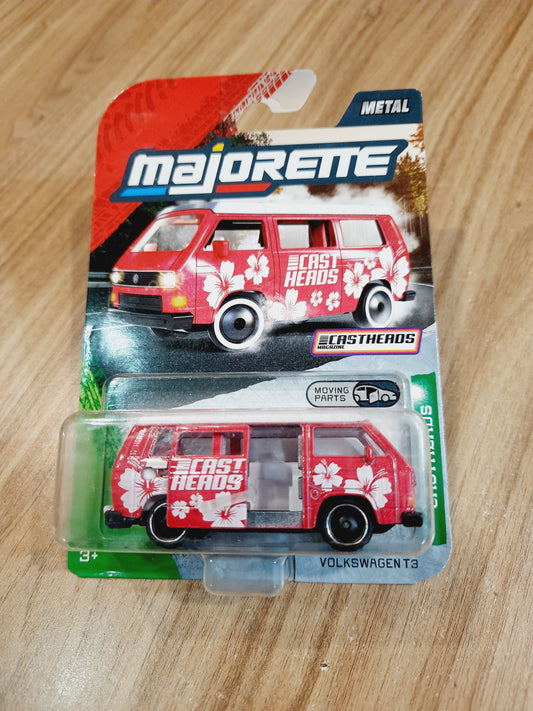 METAL
majorette
CAST
HEADS
CASTHEADS
MAGAZINE
MOVING
PARTS
CAST
HEADS
3+
VOLKSWAGEN T3